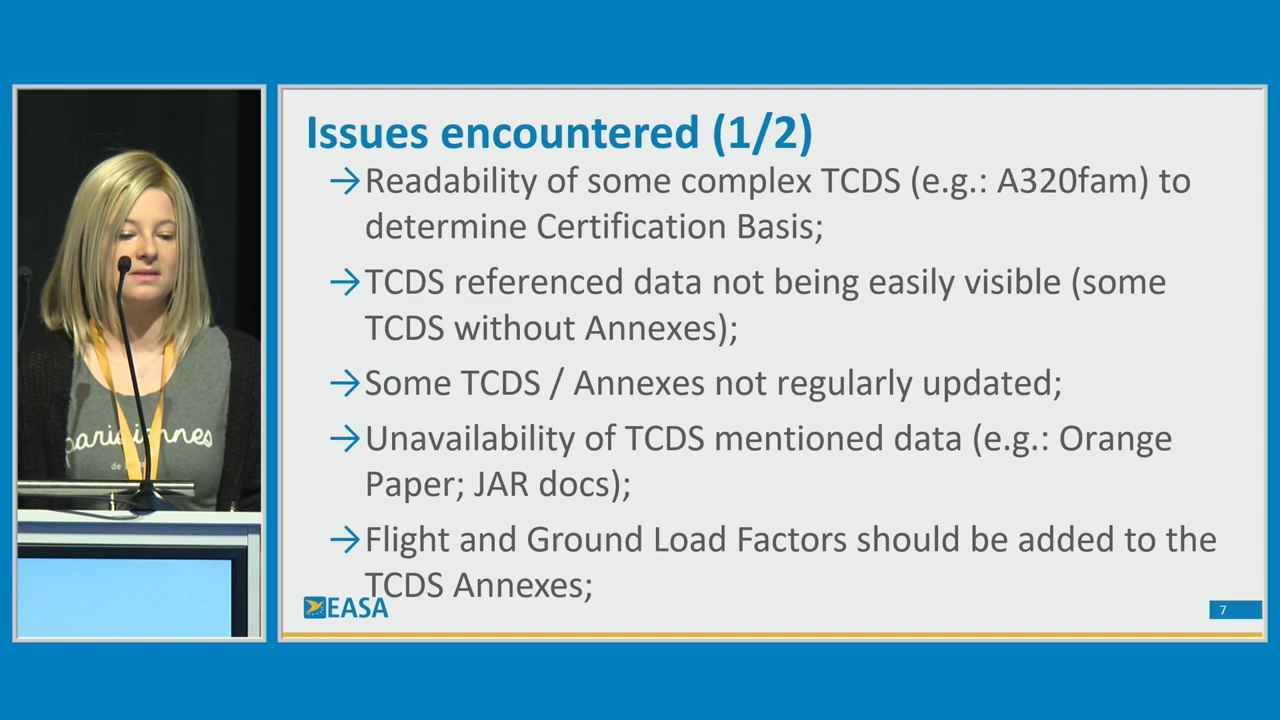 Issues encountered (1/2)
→Readability of some complex TCDS (e.g.: A320fam) to
determine Certification Basis;
→TCDS referenced data not being easily visible (some
TCDS without Annexes);
→Some TCDS / Annexes not regularly updated;
→Unavailability of TCDS mentioned data (e.g.: Orange
Paper; JAR docs);
→Flight and Ground Load Factors should be added to the
TCDS Annexes;
EASA
7
parisiennes
de